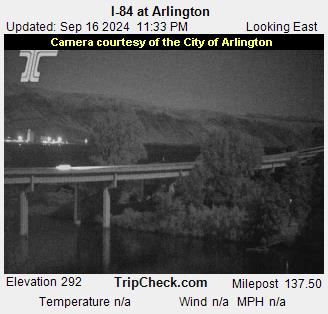 I-84 at Arlington
Updated: Sep 16 2024 11:33 PM Looking East
Camera courtesy of the City of Arlington
Elevation 292 TripCheck.com Milepost 137.50
Temperature n/a Wind n/a MPH n/a